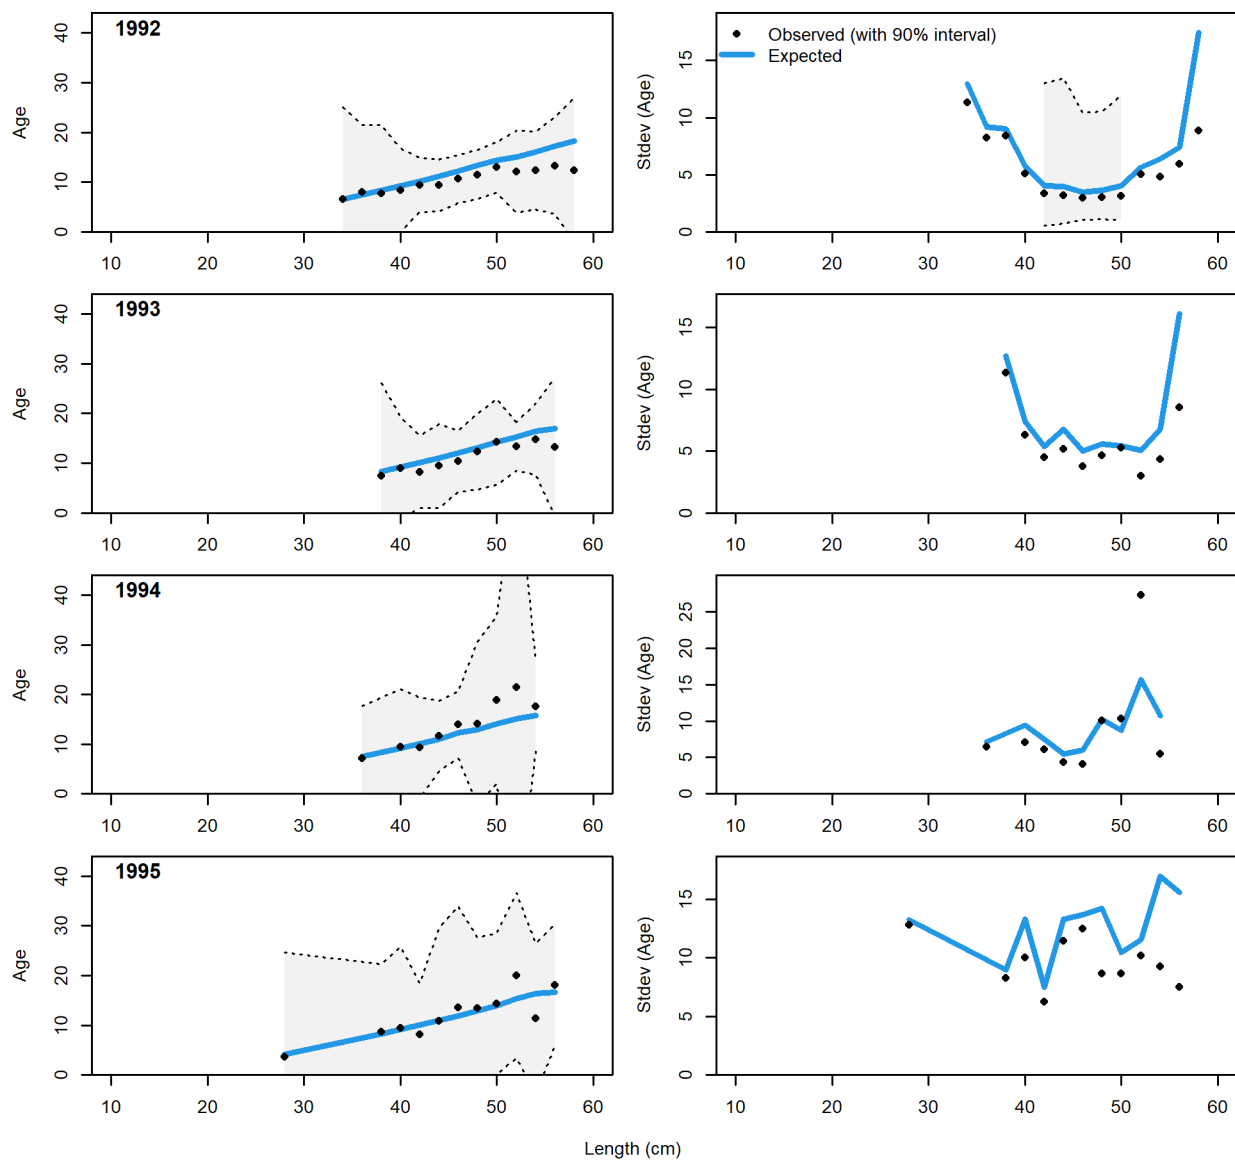 1992
Age
0 10 20 30 40
10 20 30 40 50 60
Observed (with 90% interval)
Expected
Stdev (Age)
0 5 10 15
10 20 30 40 50 60
1993
Age
0 10 20 30 40
10 20 30 40 50 60
Stdev (Age)
0 5 10 15
10 20 30 40 50 60
1994
Age
0 10 20 30 40
10 20 30 40 50 60
Stdev (Age)
0 5 10 15 20 25
10 20 30 40 50 60
1995
Age
0 10 20 30 40
10 20 30 40 50 60
Stdev (Age)
0 5 10 15
10 20 30 40 50 60
Length (cm)